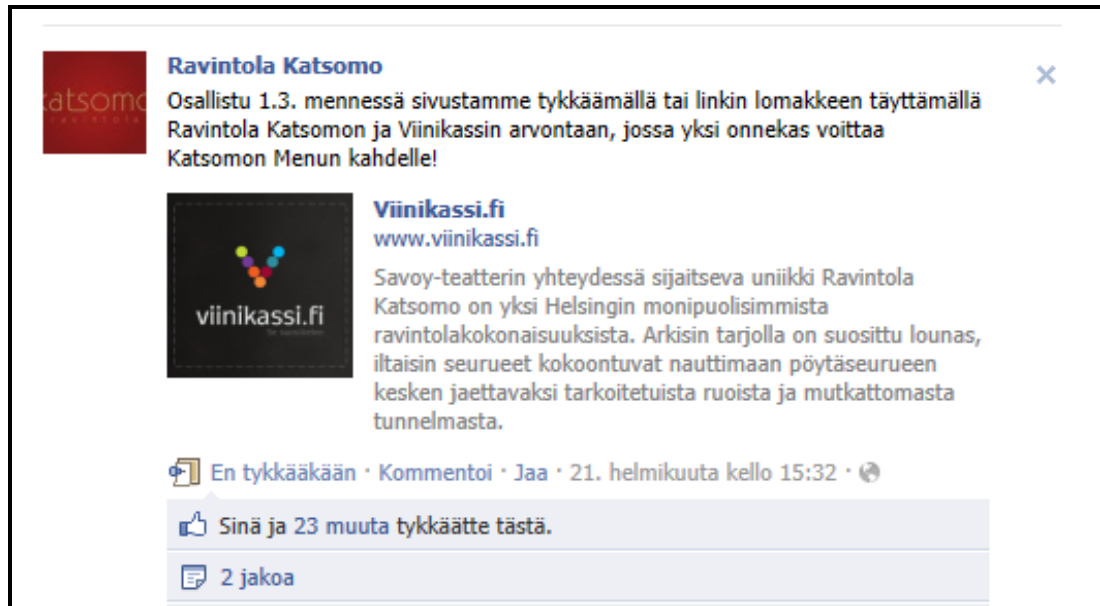 Ravintola Katsomo
Osallistu 1.3. mennessä sivustamme tykkäämällä tai linkin lomakkeen täyttämällä
Ravintola Katsomon ja Viinikassin arvontaan, jossa yksi onnekas voittaa
Katsomon Menun kahdelle!
atsomo
ravintola
viinikassi.fi
Viinikassi.fi
www.viinikassi.fi
Savoy-teatterin yhteydessä sijaitseva uniikki Ravintola
Katsomo on yksi Helsingin monipuolisimmista
ravintolakokonaisuuksista. Arkisin tarjolla on suosittu lounas,
iltaisin seurueet kokoontuvat nauttimaan pöytäseurueen
kesken jaettavaksi tarkoitetuista ruoista ja mutkattomasta
tunnelmasta.
En tykkääkään · Kommentoi · Jaa · 21. helmikuuta kello 15:32 ·
Sinä ja 23 muuta tykkäätte tästä.
2 jakoa